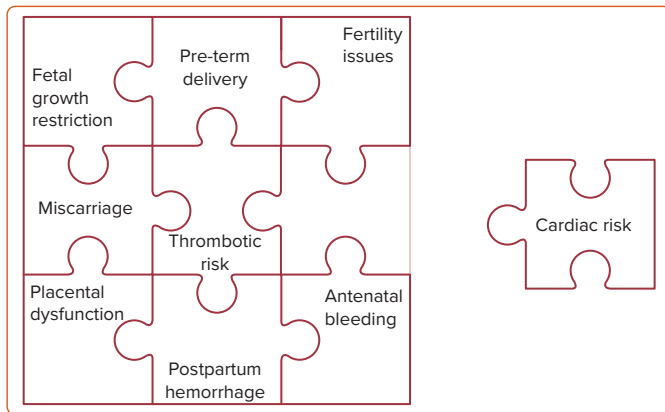 Fetal
growth
restriction
Pre-term
delivery
Fertility
issues
Miscarriage
Thrombotic
risk
Cardiac risk
Placental
dysfunction
Postpartum
hemorrhage
Antenatal
bleeding